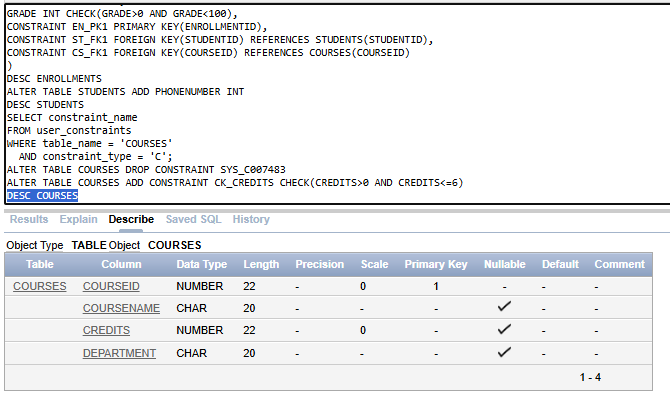 GRADE INT CHECK(GRADE>0 AND GRADE<100),
CONSTRAINT EN_PK1 PRIMARY KEY(ENROLLMENTID),
CONSTRAINT ST_FK1 FOREIGN KEY(STUDENTID) REFERENCES STUDENTS(STUDENTID),
CONSTRAINT CS_FK1 FOREIGN KEY(COURSEID) REFERENCES COURSES(COURSEID)
)
DESC ENROLLMENTS
ALTER TABLE STUDENTS ADD PHONENUMBER INT
DESC STUDENTS
SELECT constraint_name
FROM user_constraints
WHERE table_name = 'COURSES'
  AND constraint_type = 'C';
ALTER TABLE COURSES DROP CONSTRAINT SYS_C007483
ALTER TABLE COURSES ADD CONSTRAINT CK_CREDITS CHECK(CREDITS>0 AND CREDITS<=6)
DESC COURSES
Results Explain Describe Saved SQL History
Object Type TABLE Object COURSES
Table Column Data Type Length Precision Scale Primary Key Nullable Default Comment
COURSES COURSEID NUMBER 22 - 0 1 - - -
COURSENAME CHAR 20 - - - ✓ - -
CREDITS NUMBER 22 - 0 - ✓ - -
DEPARTMENT CHAR 20 - - - ✓ - -
1 - 4